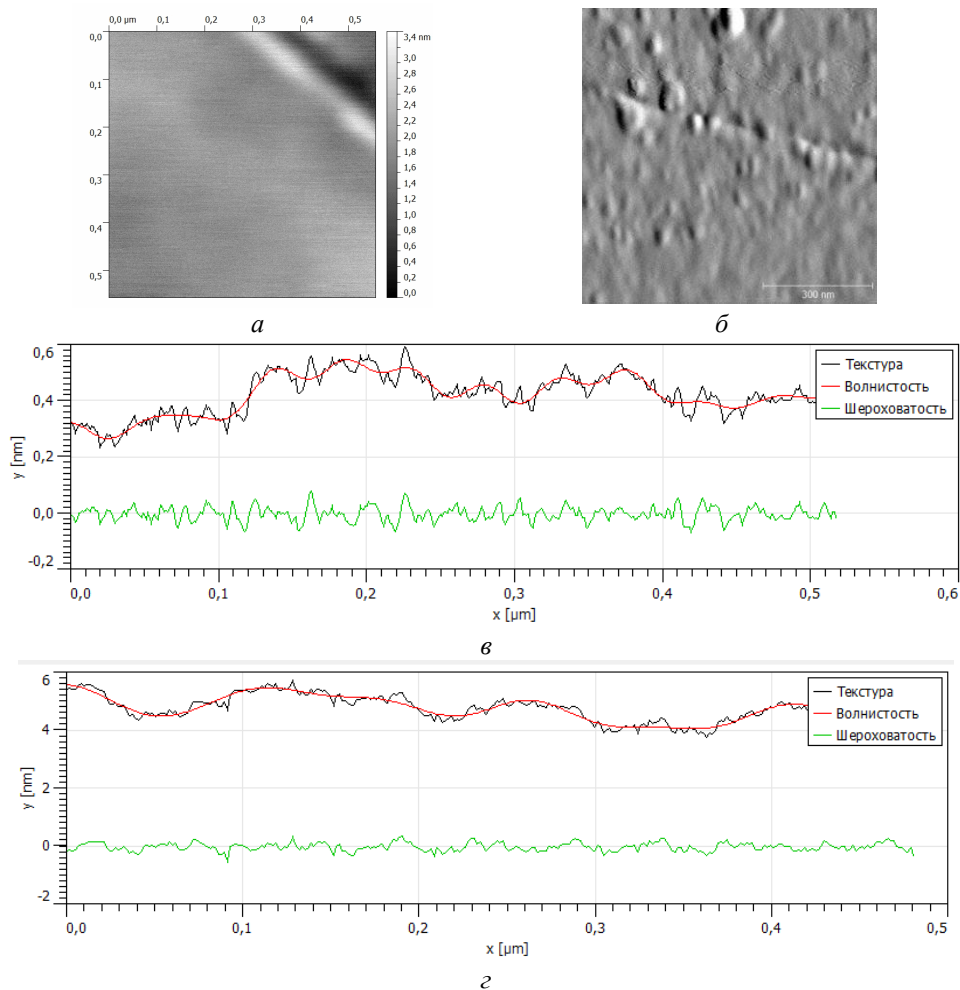 0,0 µm 0,1 0,2 0,3 0,4 0,5
0,0
0,1
0,2
0,3
0,4
0,5
3,4 nm
3,0
2,8
2,6
2,4
2,2
2,0
1,8
1,6
1,4
1,2
1,0
0,8
0,6
0,4
0,2
0,0
300 nm
а
б
y [nm]
0,6
0,4
0,2
0,0
-0,2
Текстура
Волнистость
Шероховатость
0,0 0,1 0,2 0,3 0,4 0,5 0,6
x [µm]
в
y [nm]
6
4
2
0
-2
Текстура
Волнистость
Шероховатость
0,0 0,1 0,2 0,3 0,4 0,5
x [µm]
г